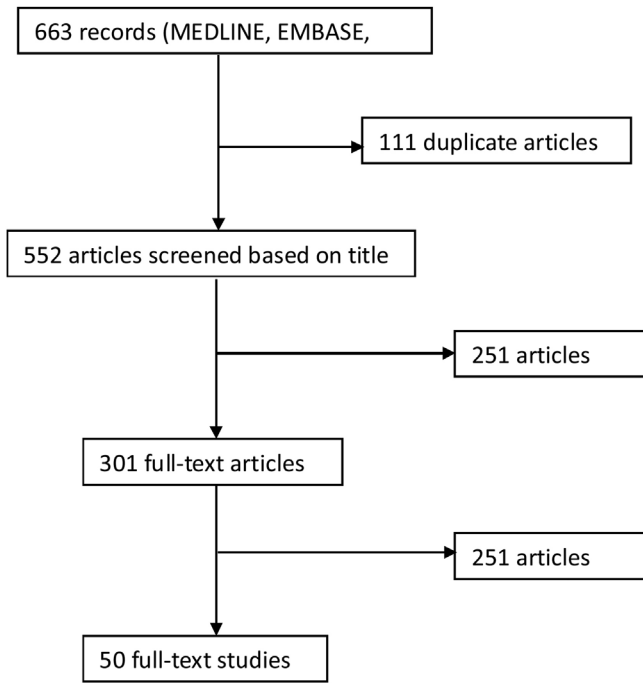 663 records (MEDLINE, EMBASE,
111 duplicate articles
552 articles screened based on title
251 articles
301 full-text articles
251 articles
50 full-text studies